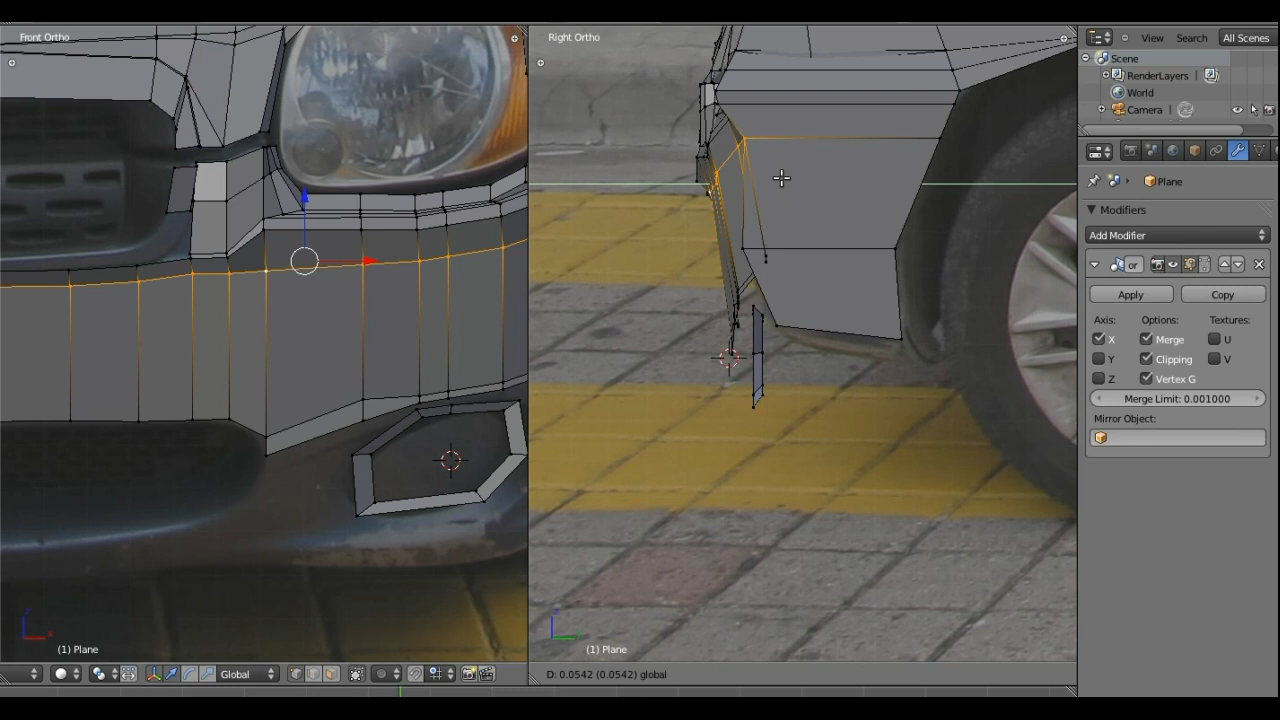 Front Ortho
Right Ortho
View Search All Scenes
Scene
RenderLayers
World
Camera
Plane
Modifiers
Add Modifier
or
Apply Copy
Axis: Options: Textures:
X Merge U
Y Clipping V
Z Vertex G
Merge Limit: 0.001000
Mirror Object:
(1) Plane
(1) Plane
Global
D: 0.0542 (0.0542) global